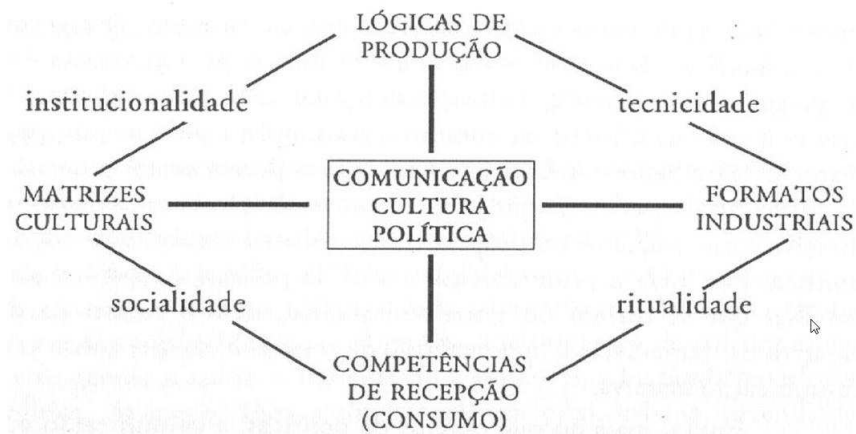 LÓGICAS DE
PRODUÇÃO
institucionalidade
tecnicidade
COMUNICAÇÃO
CULTURA
POLÍTICA
MATRIZES
CULTURAIS
FORMATOS
INDUSTRIAIS
socialidade
ritualidade
COMPETÊNCIAS
DE RECEPÇÃO
(CONSUMO)